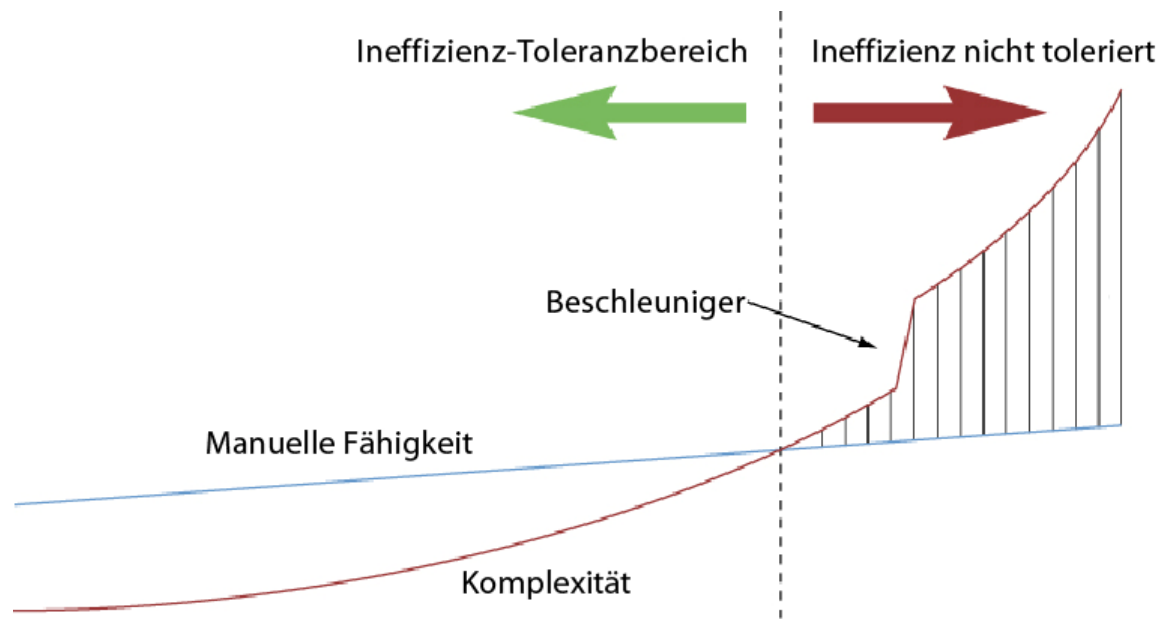 Ineffizienz-Toleranzbereich
Ineffizienz nicht toleriert
Beschleuniger
Manuelle Fähigkeit
Komplexität